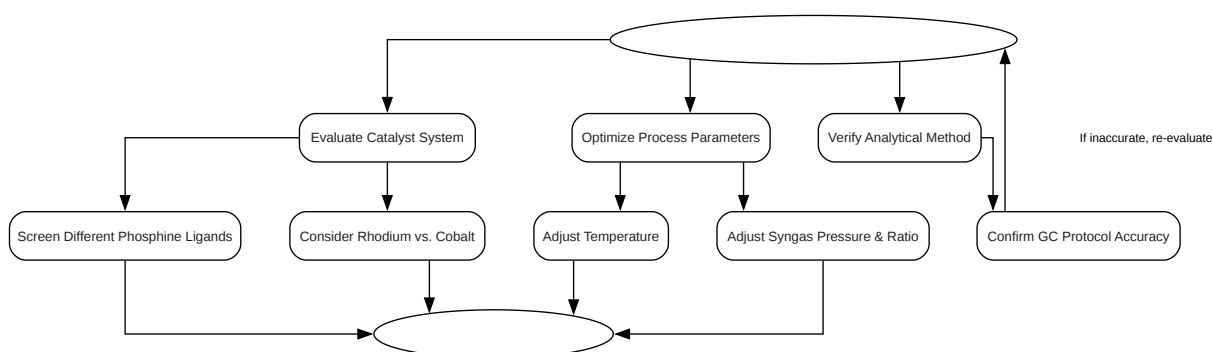 Evaluate Catalyst System
Optimize Process Parameters
Verify Analytical Method
If inaccurate, re-evaluate
Screen Different Phosphine Ligands
Consider Rhodium vs. Cobalt
Adjust Temperature
Adjust Syngas Pressure & Ratio
Confirm GC Protocol Accuracy